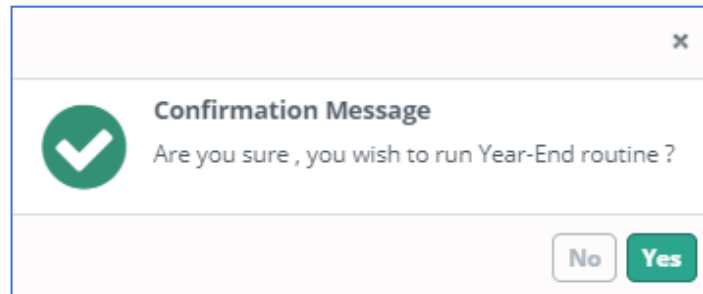 ×
Confirmation Message
Are you sure , you wish to run Year-End routine ?
No Yes